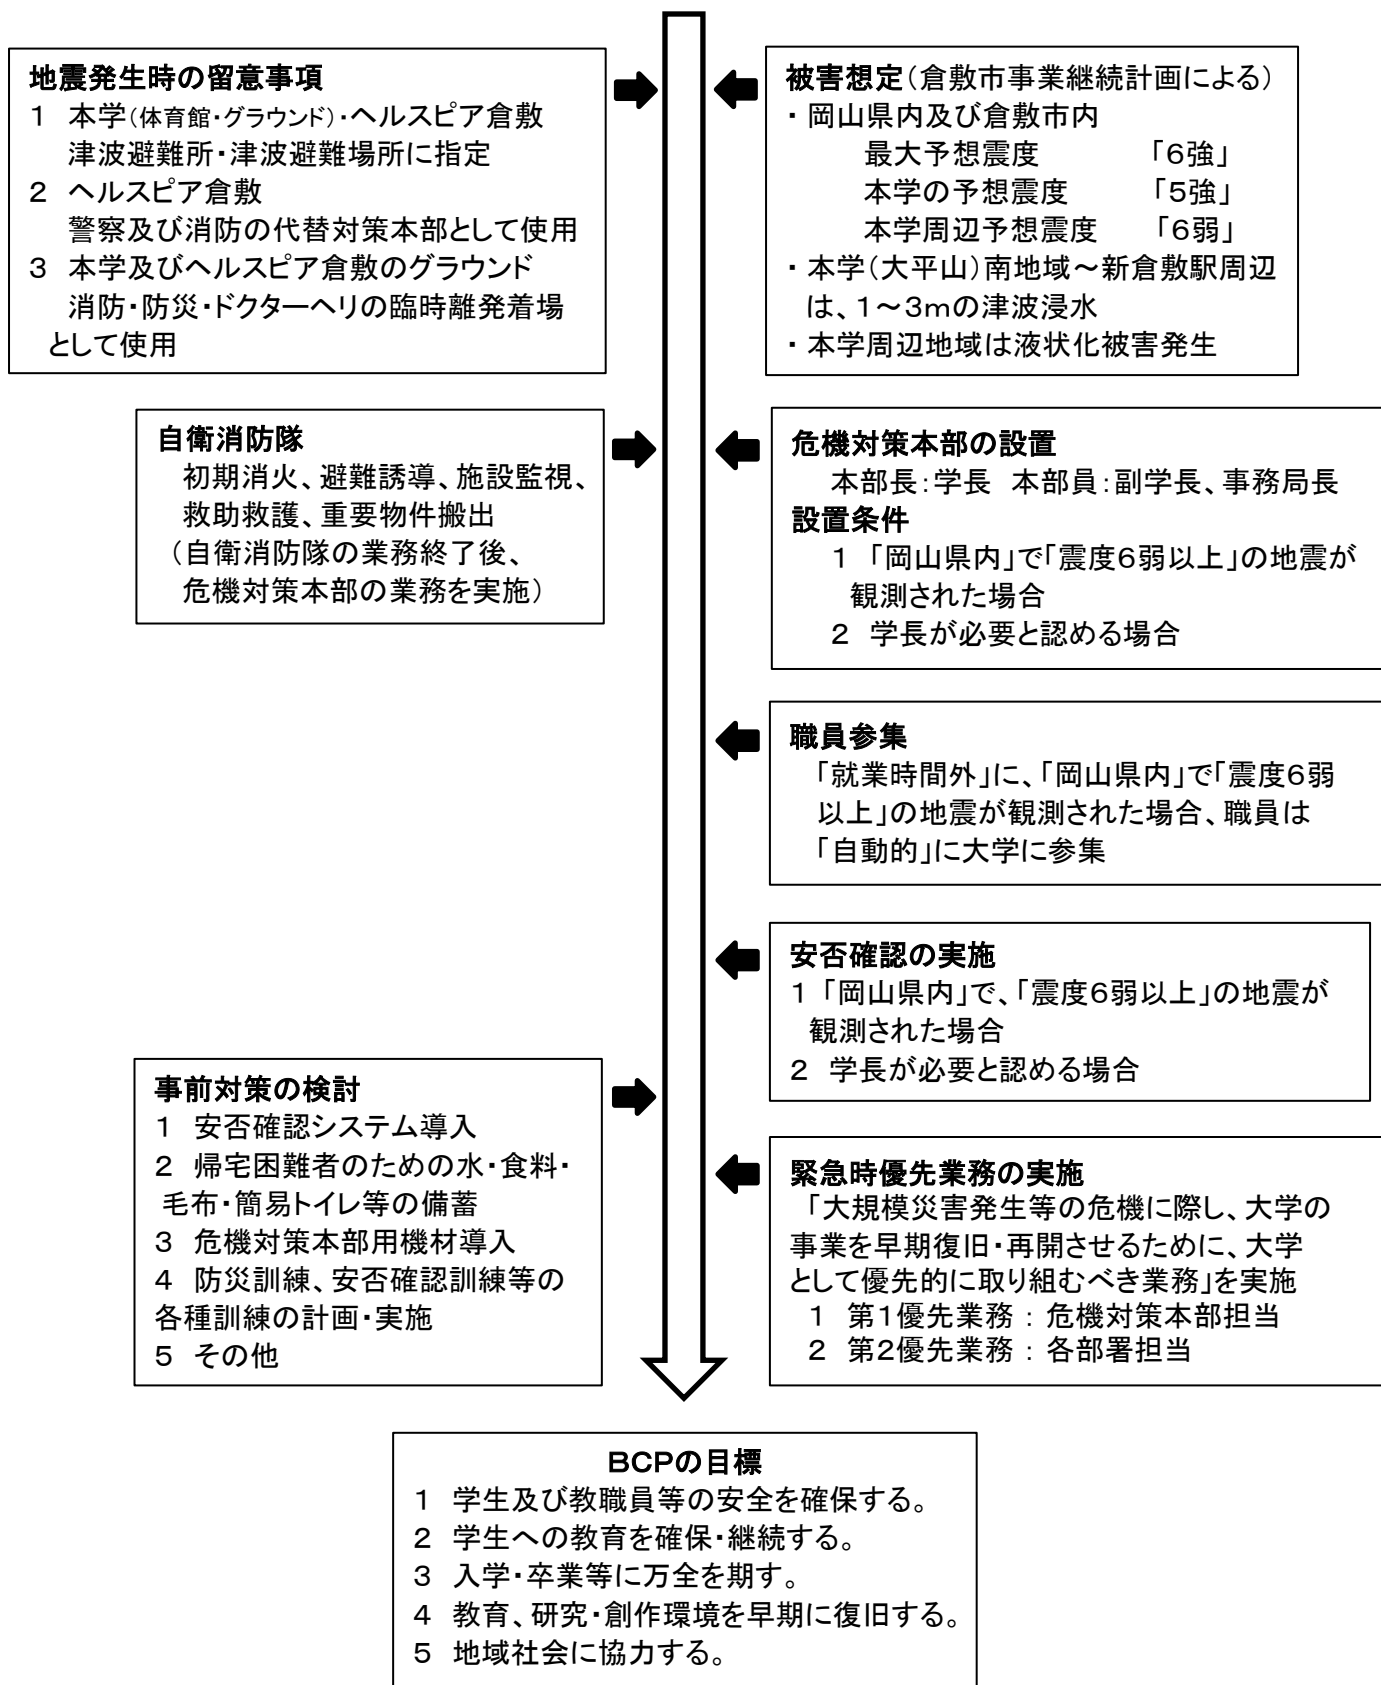 地震発生時の留意事項
1 本学(体育館・グラウンド)・ヘルスピア倉敷
津波避難所・津波避難場所に指定
2 ヘルスピア倉敷
警察及び消防の代替対策本部として使用
3 本学及びヘルスピア倉敷のグラウンド
消防・防災・ドクターヘリの臨時離発着場
として使用
被害想定(倉敷市事業継続計画による)
・岡山県内及び倉敷市内
最大予想震度 「6強」
本学の予想震度 「5強」
本学周辺予想震度 「6弱」
・本学(大平山)南地域~新倉敷駅周辺
は、1~3mの津波浸水
・本学周辺地域は液状化被害発生
自衛消防隊
初期消火、避難誘導、施設監視、
救助救護、重要物件搬出
(自衛消防隊の業務終了後、
危機対策本部の業務を実施)
危機対策本部の設置
本部長:学長 本部員:副学長、事務局長
設置条件
1 「岡山県内」で「震度6弱以上」の地震が
観測された場合
2 学長が必要と認める場合
職員参集
「就業時間外」に、「岡山県内」で「震度6弱
以上」の地震が観測された場合、職員は
「自動的」に大学に参集
安否確認の実施
1 「岡山県内」で、「震度6弱以上」の地震が
観測された場合
2 学長が必要と認める場合
事前対策の検討
1 安否確認システム導入
2 帰宅困難者のための水・食料・
毛布・簡易トイレ等の備蓄
3 危機対策本部用機材導入
4 防災訓練、安否確認訓練等の
各種訓練の計画・実施
5 その他
緊急時優先業務の実施
「大規模災害発生等の危機に際し、大学の
事業を早期復旧・再開させるために、大学
として優先的に取り組むべき業務」を実施
1 第1優先業務 : 危機対策本部担当
2 第2優先業務 : 各部署担当
BCPの目標
1 学生及び教職員等の安全を確保する。
2 学生への教育を確保・継続する。
3 入学・卒業等に万全を期す。
4 教育、研究・創作環境を早期に復旧する。
5 地域社会に協力する。